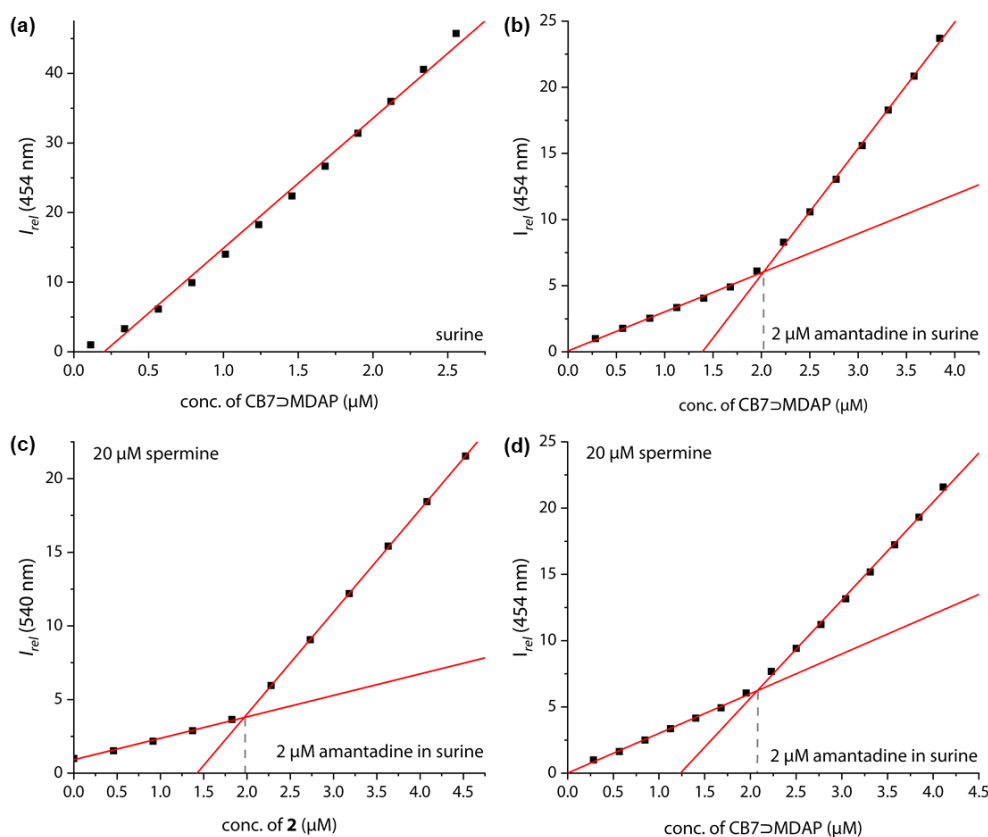 (a)
40
30
20
10
0
I_rel (454 nm)
surine
0.0 0.5 1.0 1.5 2.0 2.5
conc. of CB7⊃MDAP (μM)
(b)
25
20
15
10
5
0
I_rel (454 nm)
2 μM amantadine in surine
0.0 0.5 1.0 1.5 2.0 2.5 3.0 3.5 4.0
conc. of CB7⊃MDAP (μM)
(c)
20 μM spermine
20
15
10
5
0
I_rel (540 nm)
2 μM amantadine in surine
0.0 0.5 1.0 1.5 2.0 2.5 3.0 3.5 4.0 4.5
conc. of 2 (μM)
(d)
20 μM spermine
25
20
15
10
5
0
I_rel (454 nm)
2 μM amantadine in surine
0.0 0.5 1.0 1.5 2.0 2.5 3.0 3.5 4.0 4.5
conc. of CB7⊃MDAP (μM)